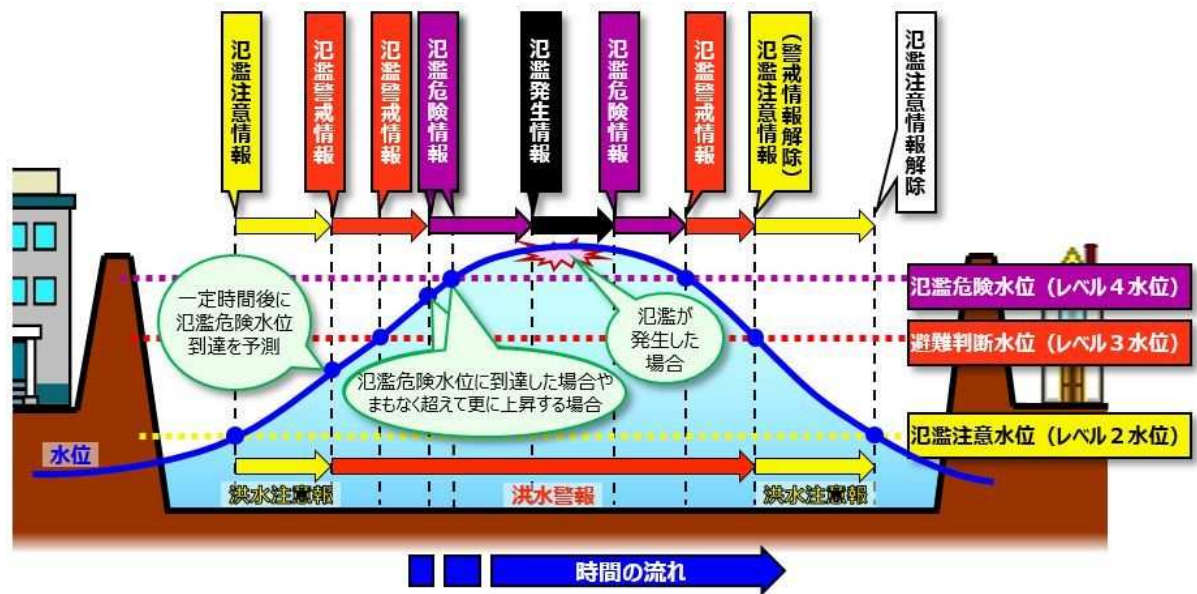 氾濫注意情報
氾濫警戒情報
氾濫警戒情報
氾濫危険情報
氾濫発生情報
氾濫危険情報
氾濫警戒情報
氾濫注意情報
(警戒情報解除)
氾濫注意情報解除
一定時間後に
氾濫危険水位
到達を予測
氾濫危険水位に到達した場合や
まもなく超えて更に上昇する場合
氾濫が
発生した
場合
氾濫危険水位(レベル4水位)
避難判断水位(レベル3水位)
氾濫注意水位(レベル2水位)
水位
洪水注意報
洪水警報
洪水注意報
時間の流れ